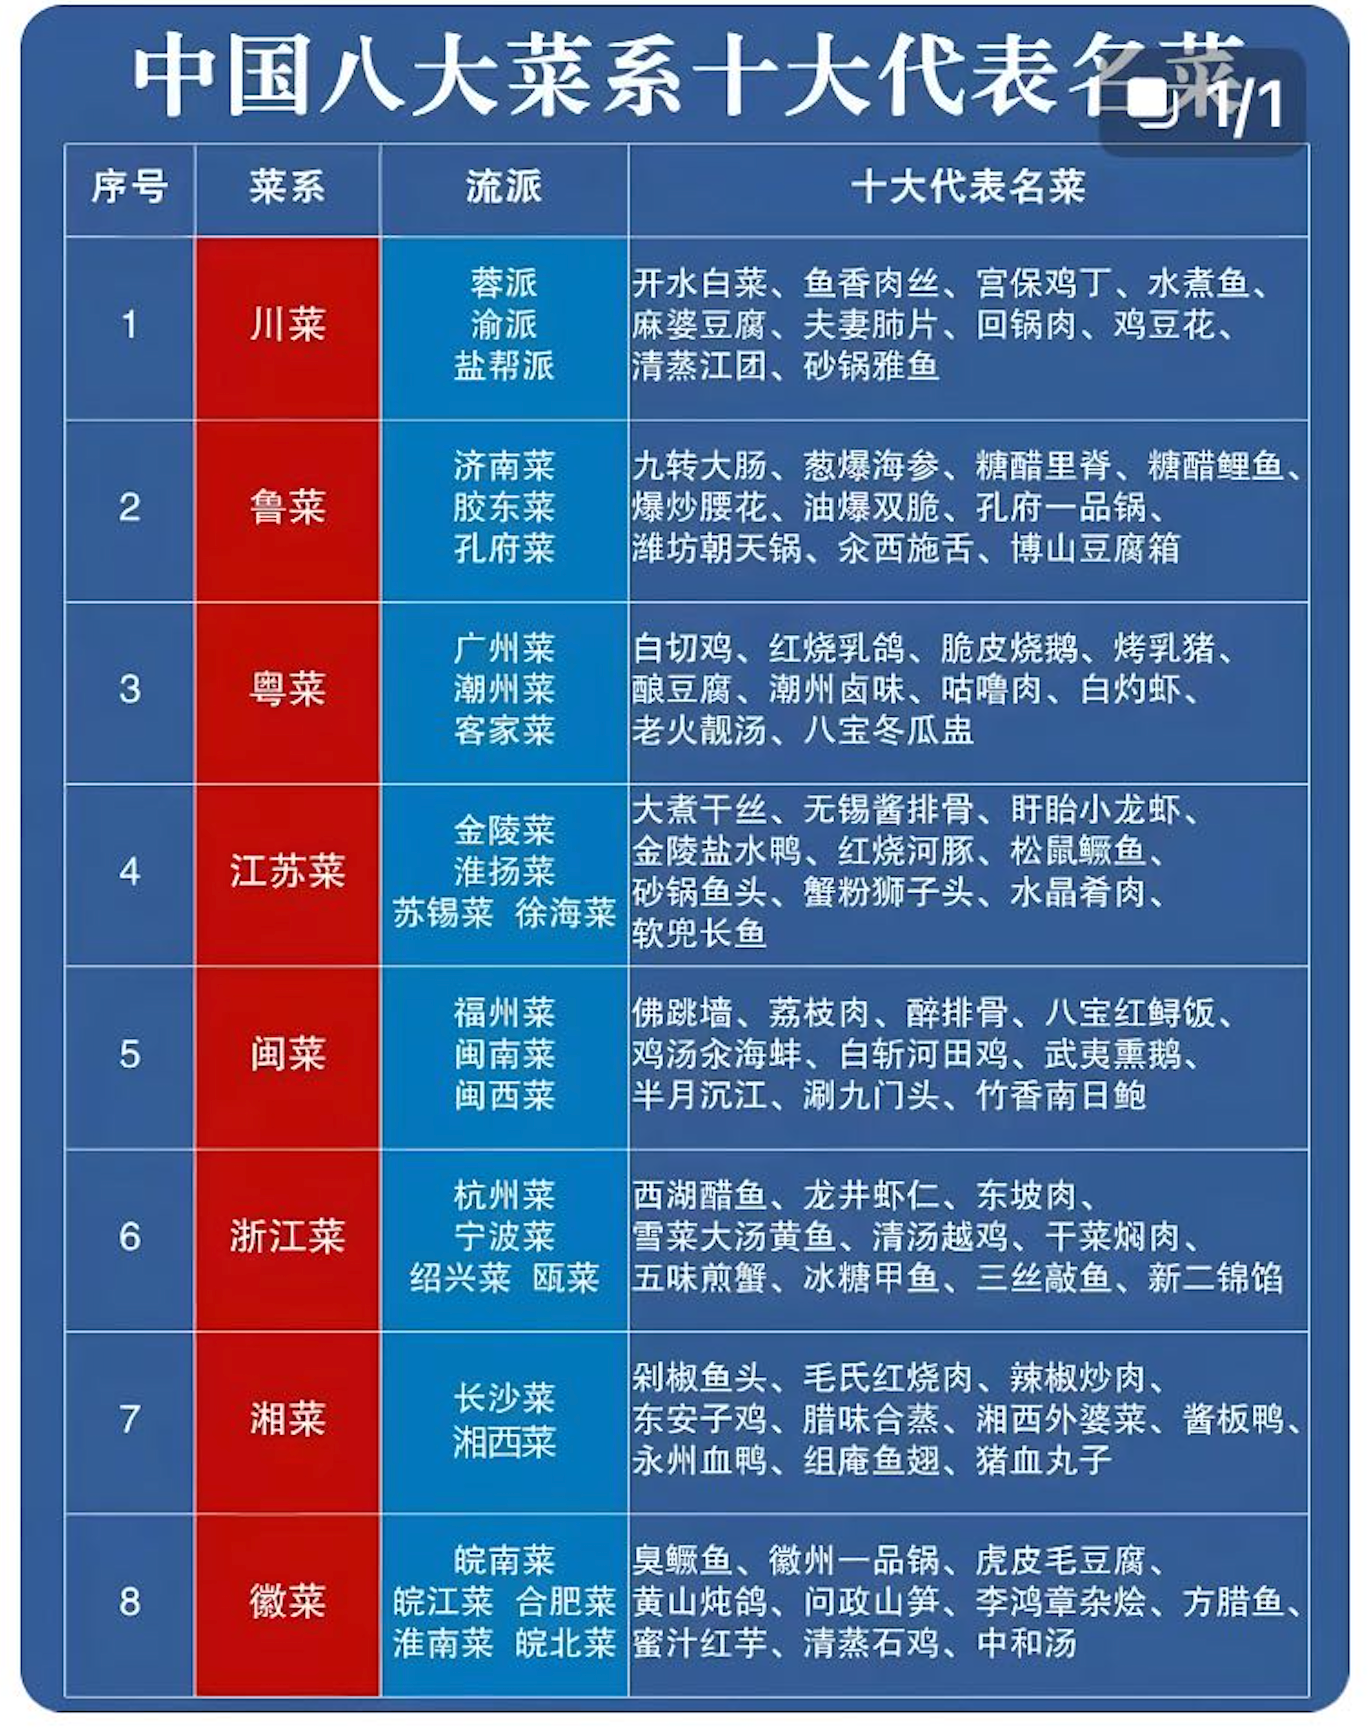 中国八大菜系十大代表名菜
1/1
序号 菜系 流派 十大代表名菜
1
川菜
蓉派
渝派
盐帮派
开水白菜、鱼香肉丝、宫保鸡丁、水煮鱼、
麻婆豆腐、夫妻肺片、回锅肉、鸡豆花、
清蒸江团、砂锅雅鱼
2
鲁菜
济南菜
胶东菜
孔府菜
九转大肠、葱爆海参、糖醋里脊、糖醋鲤鱼、
爆炒腰花、油爆双脆、孔府一品锅、
潍坊朝天锅、汆西施舌、博山豆腐箱
3
粤菜
广州菜
潮州菜
客家菜
白切鸡、红烧乳鸽、脆皮烧鹅、烤乳猪、
酿豆腐、潮州卤味、咕噜肉、白灼虾、
老火靓汤、八宝冬瓜盅
4
江苏菜
金陵菜
淮扬菜
苏锡菜 徐海菜
大煮干丝、无锡酱排骨、盱眙小龙虾、
金陵盐水鸭、红烧河豚、松鼠鳜鱼、
砂锅鱼头、蟹粉狮子头、水晶肴肉、
软兜长鱼
5
闽菜
福州菜
闽南菜
闽西菜
佛跳墙、荔枝肉、醉排骨、八宝红鲟饭、
鸡汤汆海蚌、白斩河田鸡、武夷熏鹅、
半月沉江、涮九门头、竹香南日鲍
6
浙江菜
杭州菜
宁波菜
绍兴菜 瓯菜
西湖醋鱼、龙井虾仁、东坡肉、
雪菜大汤黄鱼、清汤越鸡、干菜焖肉、
五味煎蟹、冰糖甲鱼、三丝敲鱼、新二锦馅
7
湘菜
长沙菜
湘西菜
剁椒鱼头、毛氏红烧肉、辣椒炒肉、
东安子鸡、腊味合蒸、湘西外婆菜、酱板鸭、
永州血鸭、组庵鱼翅、猪血丸子
8
徽菜
皖南菜
皖江菜 合肥菜
淮南菜 皖北菜
臭鳜鱼、徽州一品锅、虎皮毛豆腐、
黄山炖鸽、问政山笋、李鸿章杂烩、方腊鱼、
蜜汁红芋、清蒸石鸡、中和汤